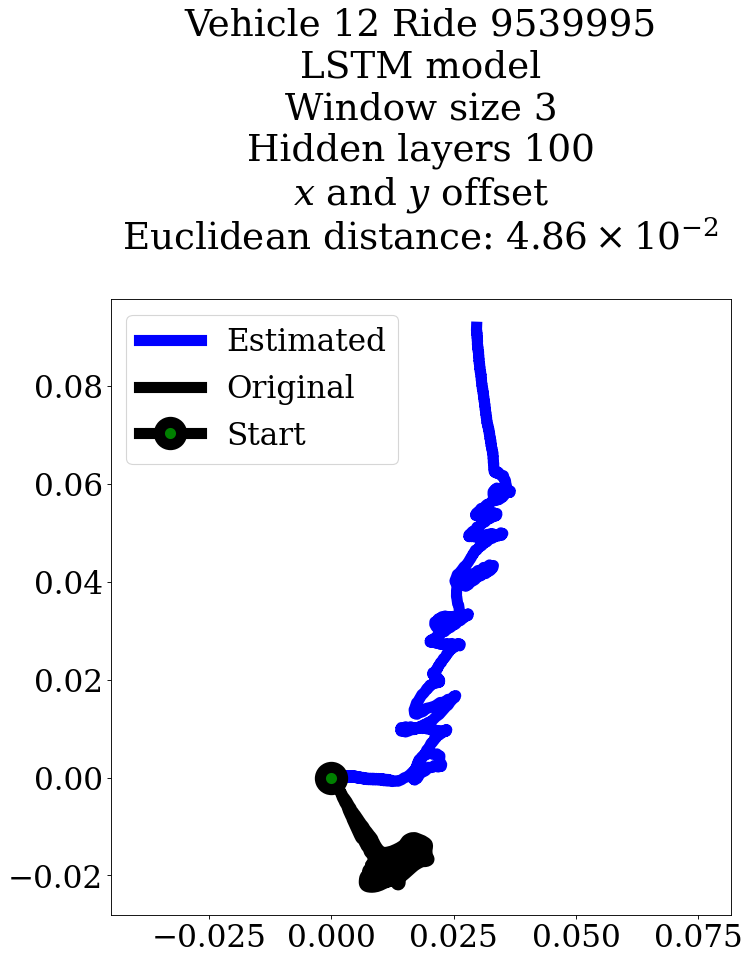 Vehicle 12 Ride 9539995
LSTM model
Window size 3
Hidden layers 100
x and y offset
Euclidean distance: 4.86 × 10⁻²
Estimated
Original
Start
0.08
0.06
0.04
0.02
0.00
−0.02
−0.025 0.000 0.025 0.050 0.075